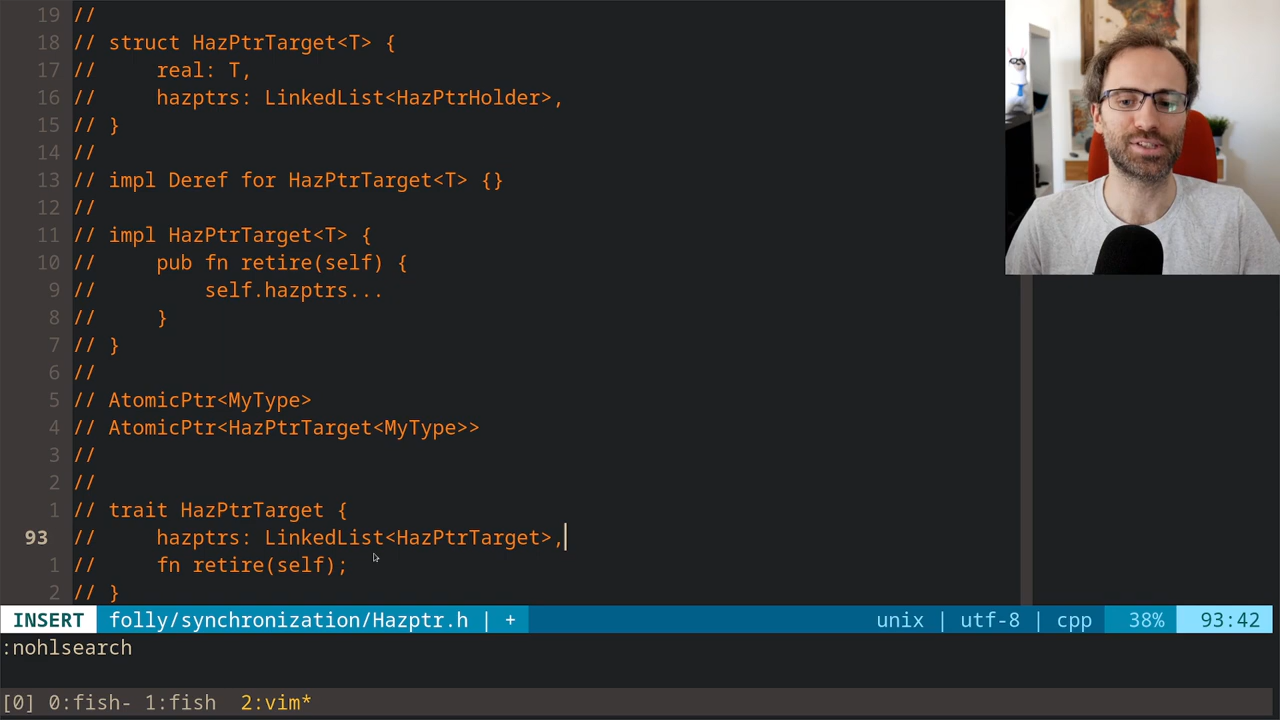 19 //
18 // struct HazPtrTarget<T> {
17 //     real: T,
16 //     hazptrs: LinkedList<HazPtrHolder>,
15 // }
14 //
13 // impl Deref for HazPtrTarget<T> {}
12 //
11 // impl HazPtrTarget<T> {
10 //     pub fn retire(self) {
9 //         self.hazptrs...
8 //     }
7 // }
6 //
5 // AtomicPtr<MyType>
4 // AtomicPtr<HazPtrTarget<MyType>>
3 //
2 //
1 // trait HazPtrTarget {
93 //     hazptrs: LinkedList<HazPtrTarget>,
1 //     fn retire(self);
2 // }
INSERT folly/synchronization/Hazptr.h | + unix | utf-8 | cpp 38% 93:42
:nohlsearch
[0] 0:fish- 1:fish 2:vim*